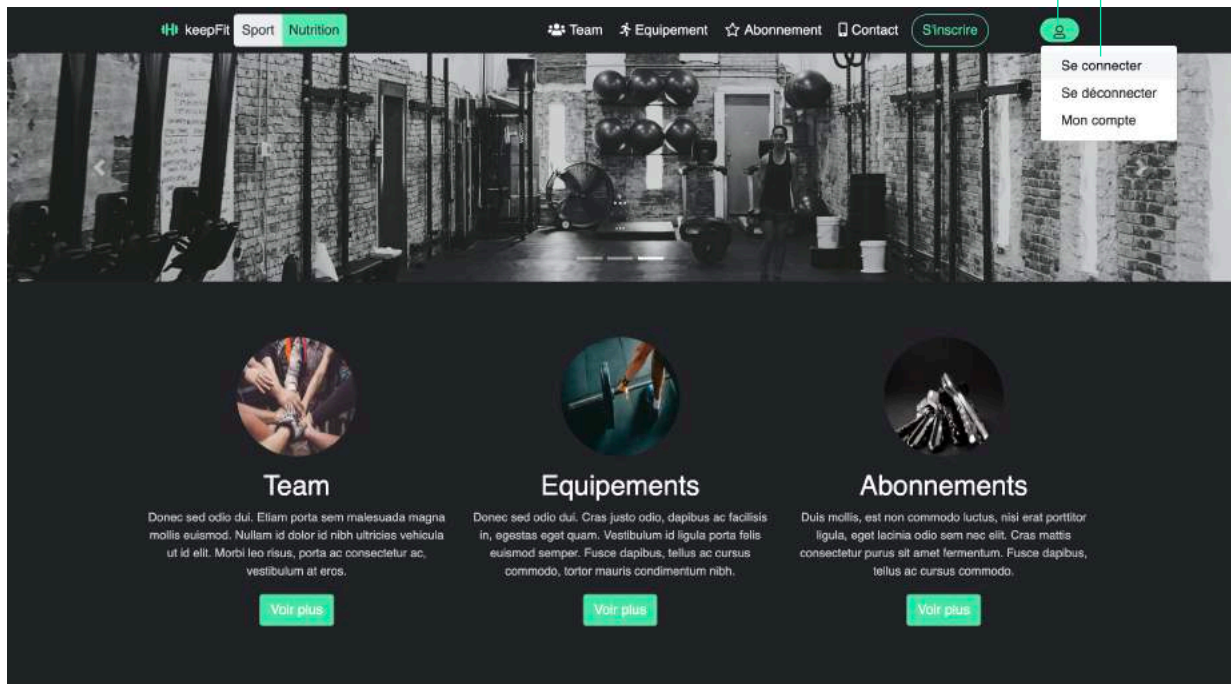 keepFit Sport Nutrition Team Equipement Abonnement Contact S'inscrire
Se connecter
Se déconnecter
Mon compte
Team
Donec sed odio dui. Etiam porta sem malesuada magna
mollis euismod. Nullam id dolor id nibh ultricies vehicula
ut id elit. Morbi leo risus, porta ac consectetur ac,
vestibulum at eros.
Voir plus
Equipements
Donec sed odio dui. Cras justo odio, dapibus ac facilisis
in, egestas eget quam. Vestibulum id ligula porta felis
euismod semper. Fusce dapibus, tellus ac cursus
commodo, tortor mauris condimentum nibh.
Voir plus
Abonnements
Duis mollis, est non commodo luctus, nisi erat porttitor
ligula, eget lacinia odio sem nec elit. Cras mattis
consectetur purus sit amet fermentum. Fusce dapibus,
tellus ac cursus commodo.
Voir plus